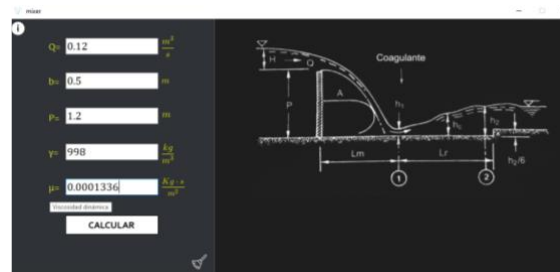 mixer
Q= 0.12 m³/s
b= 0.5 m
P= 1.2 m
γ= 998 kg/m³
μ= 0.0001336 Kg·s/m²
Viscosidad dinámica
CALCULAR
Coagulante
H
Q
A
P
h₁
h₂
Lm
Lr
h₂/6
1
2